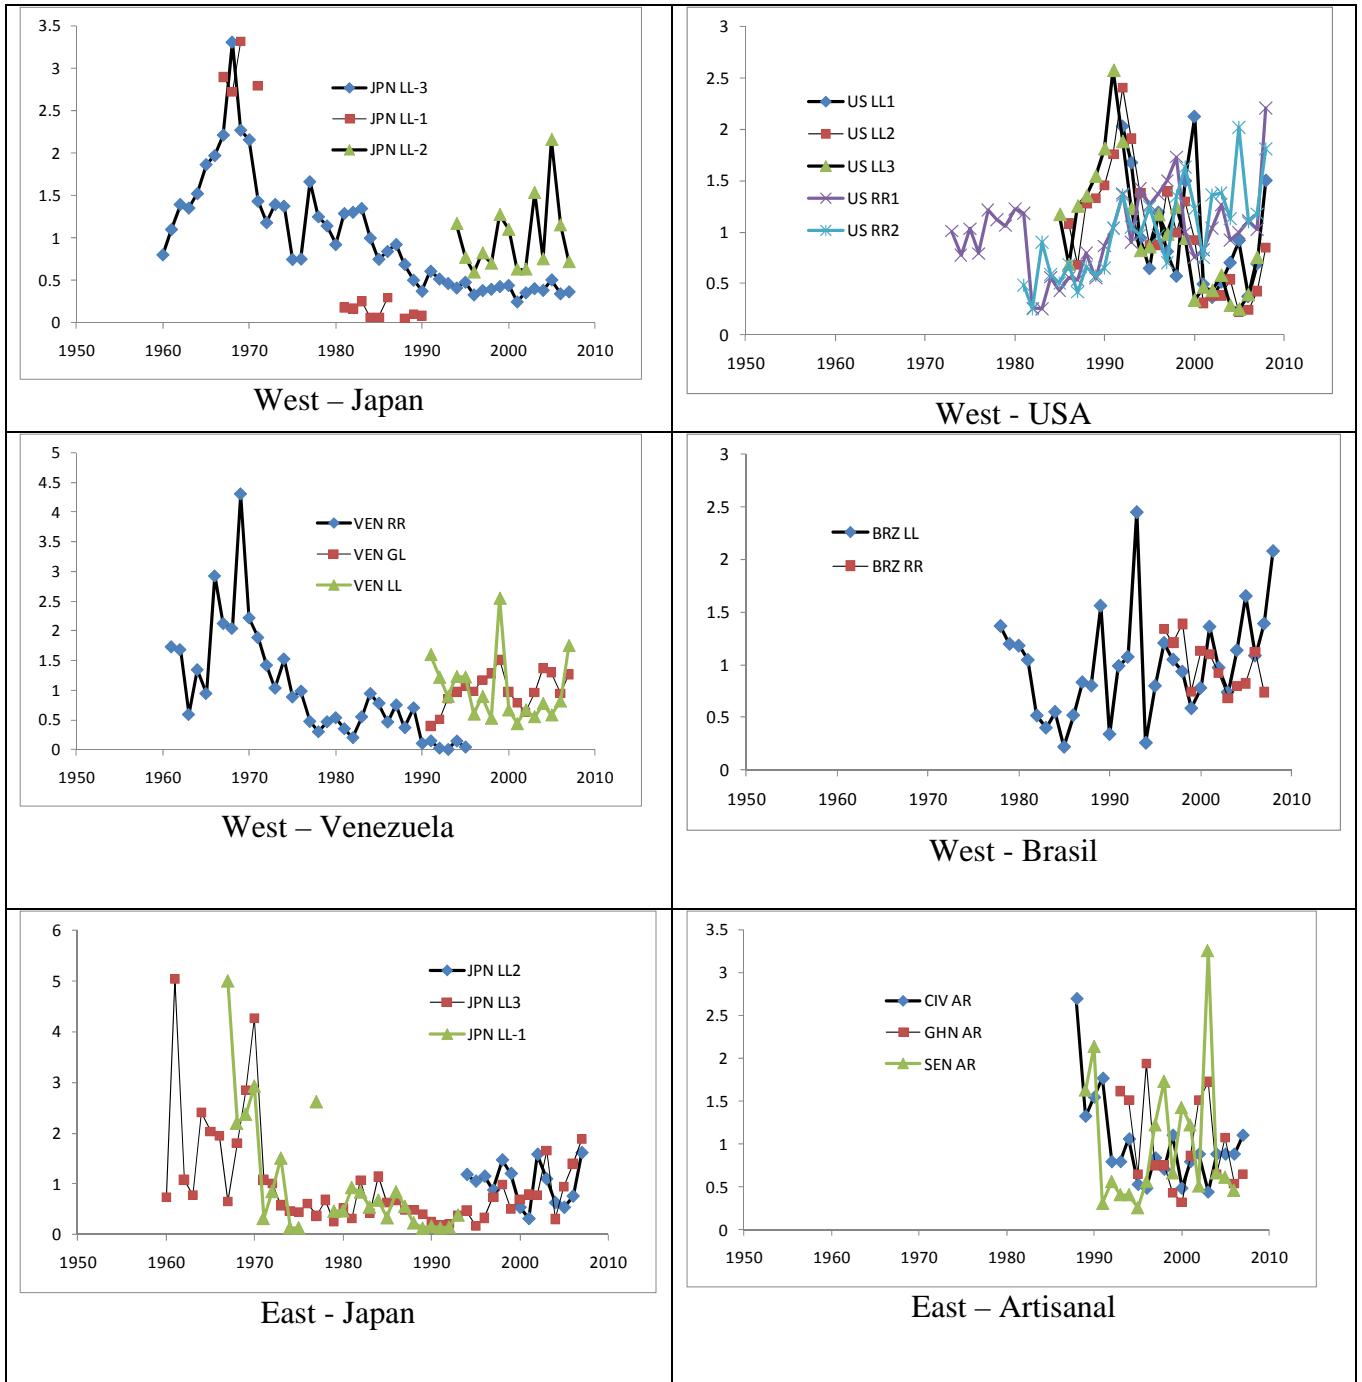 3.5
3
2.5
2
1.5
1
0.5
0
1950 1960 1970 1980 1990 2000 2010
JPN LL-3
JPN LL-1
JPN LL-2
West – Japan
3
2.5
2
1.5
1
0.5
0
1950 1960 1970 1980 1990 2000 2010
US LL1
US LL2
US LL3
US RR1
US RR2
West - USA
5
4.5
4
3.5
3
2.5
2
1.5
1
0.5
0
1950 1960 1970 1980 1990 2000 2010
VEN RR
VEN GL
VEN LL
West – Venezuela
3
2.5
2
1.5
1
0.5
0
1950 1960 1970 1980 1990 2000 2010
BRZ LL
BRZ RR
West - Brasil
6
5
4
3
2
1
0
1950 1960 1970 1980 1990 2000 2010
JPN LL2
JPN LL3
JPN LL-1
East - Japan
3.5
3
2.5
2
1.5
1
0.5
0
1950 1960 1970 1980 1990 2000 2010
CIV AR
GHN AR
SEN AR
East – Artisanal